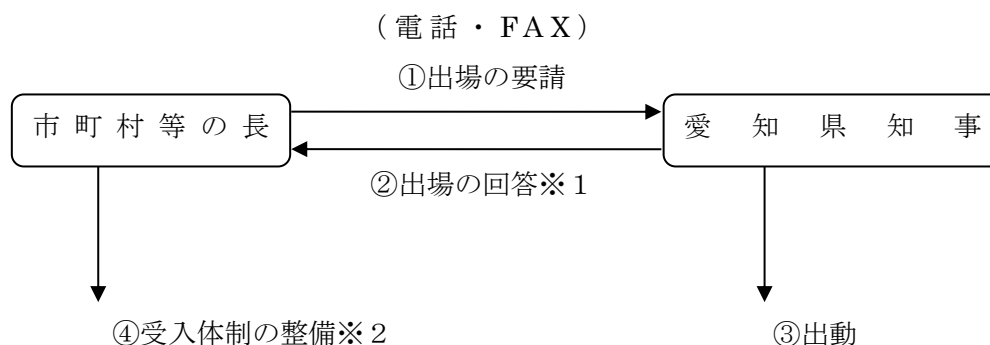 （電話・FAX）
①出場の要請
市町村等の長
愛知県知事
②出場の回答※１
④受入体制の整備※２
③出動